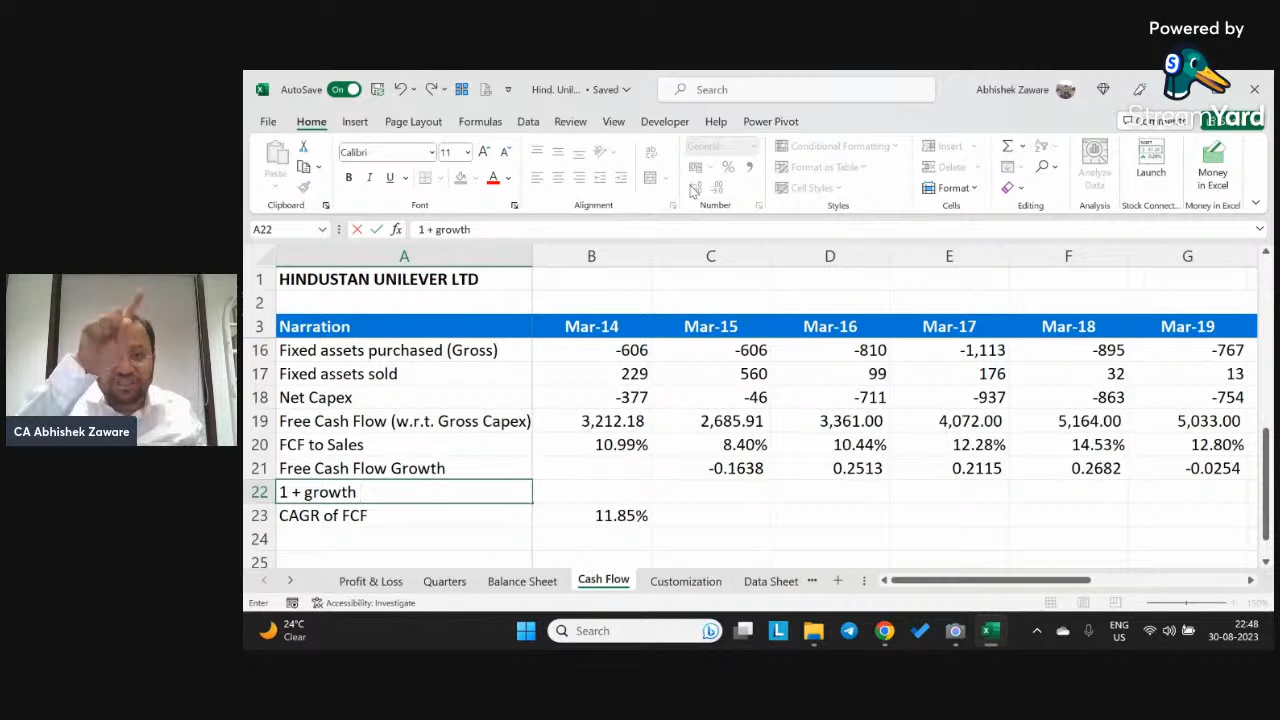 Powered by
StreamYard
AutoSave On Hind. Unil... • Saved Search Abhishek Zaware
File Home Insert Draw Page Layout Formulas Data Review View Developer Help Power Pivot Comments
Paste Calibri 11 General Conditional Formatting Insert Analyze Data Launch Money in Excel
B I U Format as Table Delete
Cell Styles Format
Clipboard Font Alignment Number Styles Cells Editing Analysis Stock Connect... Money in Excel
A22 fx 1 + growth
A B C D E F G
1 HINDUSTAN UNILEVER LTD
2
3 Narration Mar-14 Mar-15 Mar-16 Mar-17 Mar-18 Mar-19
16 Fixed assets purchased (Gross) -606 -606 -810 -1,113 -895 -767
17 Fixed assets sold 229 560 99 176 32 13
18 Net Capex -377 -46 -711 -937 -863 -754
19 Free Cash Flow (w.r.t. Gross Capex) 3,212.18 2,685.91 3,361.00 4,072.00 5,164.00 5,033.00
20 FCF to Sales 10.99% 8.40% 10.44% 12.28% 14.53% 12.80%
21 Free Cash Flow Growth -0.1638 0.2513 0.2115 0.2682 -0.0254
22 1 + growth
23 CAGR of FCF 11.85%
24
25
CA Abhishek Zaware
Profit & Loss Quarters Balance Sheet Cash Flow Customization Data Sheet ...
Enter Accessibility: Investigate 150%
24°C
Clear
Search
ENG
US
22:48
30-08-2023